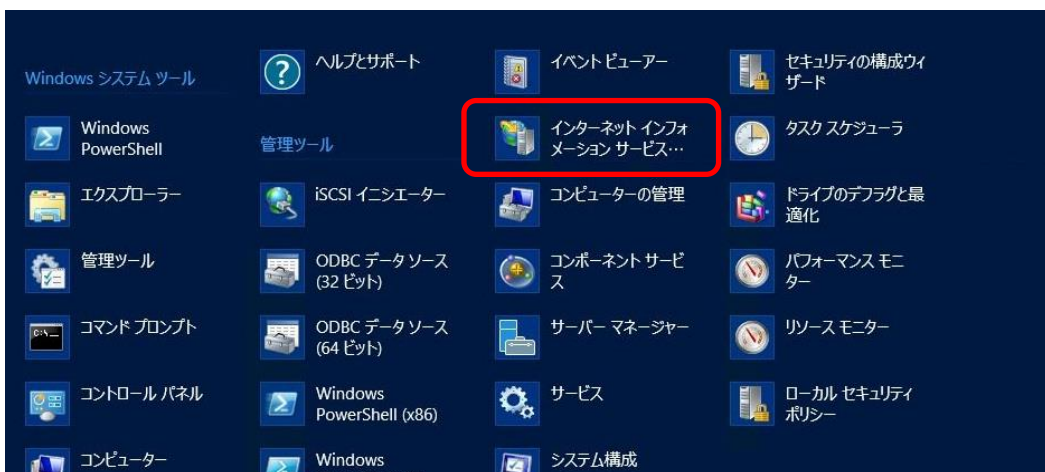 Windows システム ツール
Windows
PowerShell
エクスプローラー
管理ツール
コマンド プロンプト
コントロール パネル
コンピューター
ヘルプとサポート
管理ツール
iSCSI イニシエーター
ODBC データ ソース
(32 ビット)
ODBC データ ソース
(64 ビット)
Windows
PowerShell (x86)
Windows
イベント ビューアー
インターネット インフォ
メーション サービス…
コンピューターの管理
コンポーネント サービ
ス
サーバー マネージャー
サービス
システム構成
セキュリティの構成ウィ
ザード
タスク スケジューラ
ドライブのデフラグと最
適化
パフォーマンス モニ
ター
リソース モニター
ローカル セキュリティ
ポリシー